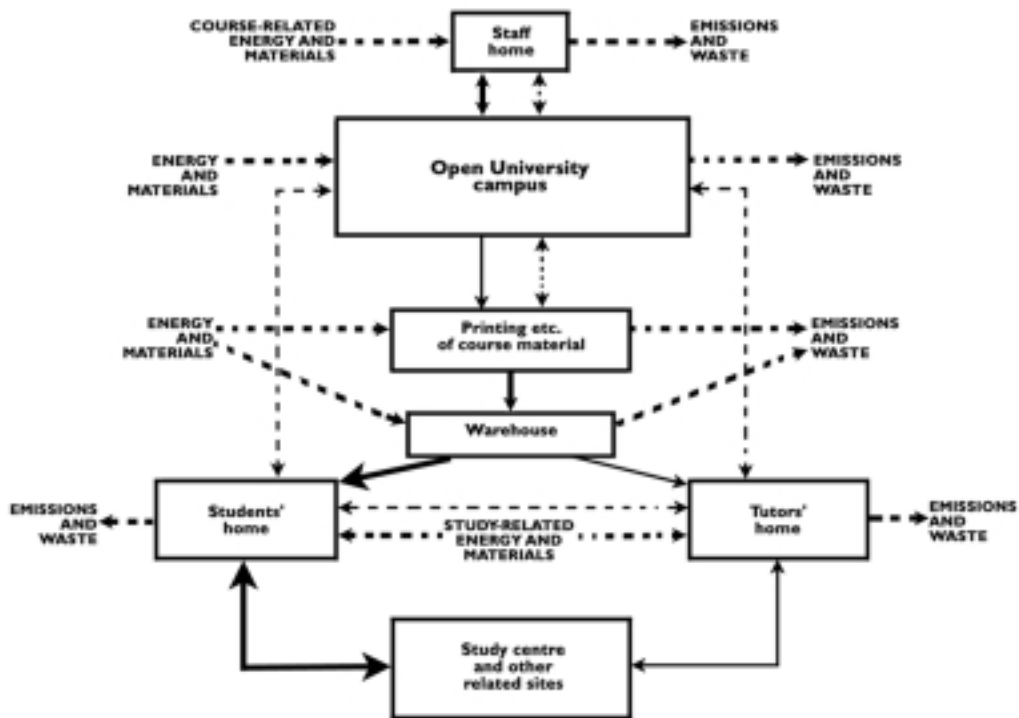 COURSE-RELATED
ENERGY AND
MATERIALS
Staff
home
EMISSIONS
AND
WASTE
ENERGY
AND
MATERIALS
Open University
campus
EMISSIONS
AND
WASTE
ENERGY
AND
MATERIALS
Printing etc.
of course material
EMISSIONS
AND
WASTE
Warehouse
EMISSIONS
AND
WASTE
Students'
home
STUDY-RELATED
ENERGY AND
MATERIALS
Tutors'
home
EMISSIONS
AND
WASTE
Study centre
and other
related sites